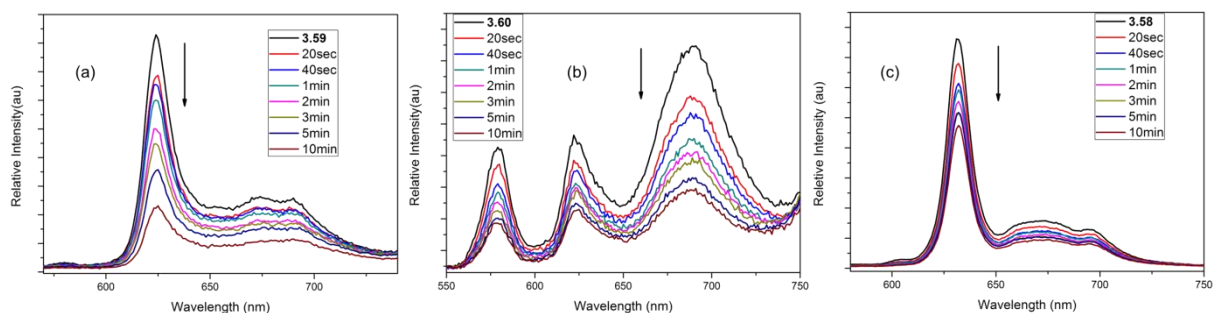 (a)
3.59
20sec
40sec
1min
2min
3min
5min
10min
Relative Intensity(au)
600
650
700
Wavelength (nm)
(b)
3.60
20sec
40sec
1min
2min
3min
5min
10min
Relative Intensity(au)
550
600
650
700
750
Wavelength (nm)
(c)
3.58
20sec
40sec
1min
2min
3min
5min
10min
Reletive Intensity (au)
600
650
700
750
Wavelength (nm)